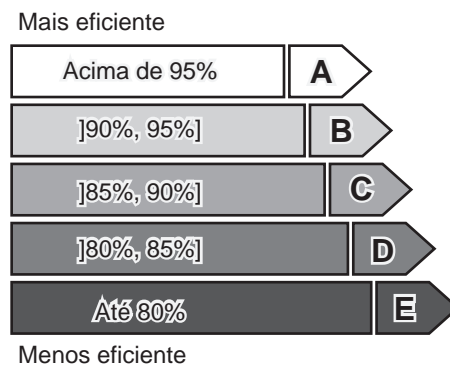 Mais eficiente
Acima de 95% A
]90%, 95%] B
]85%, 90%] C
]80%, 85%] D
Até 80% E
Menos eficiente